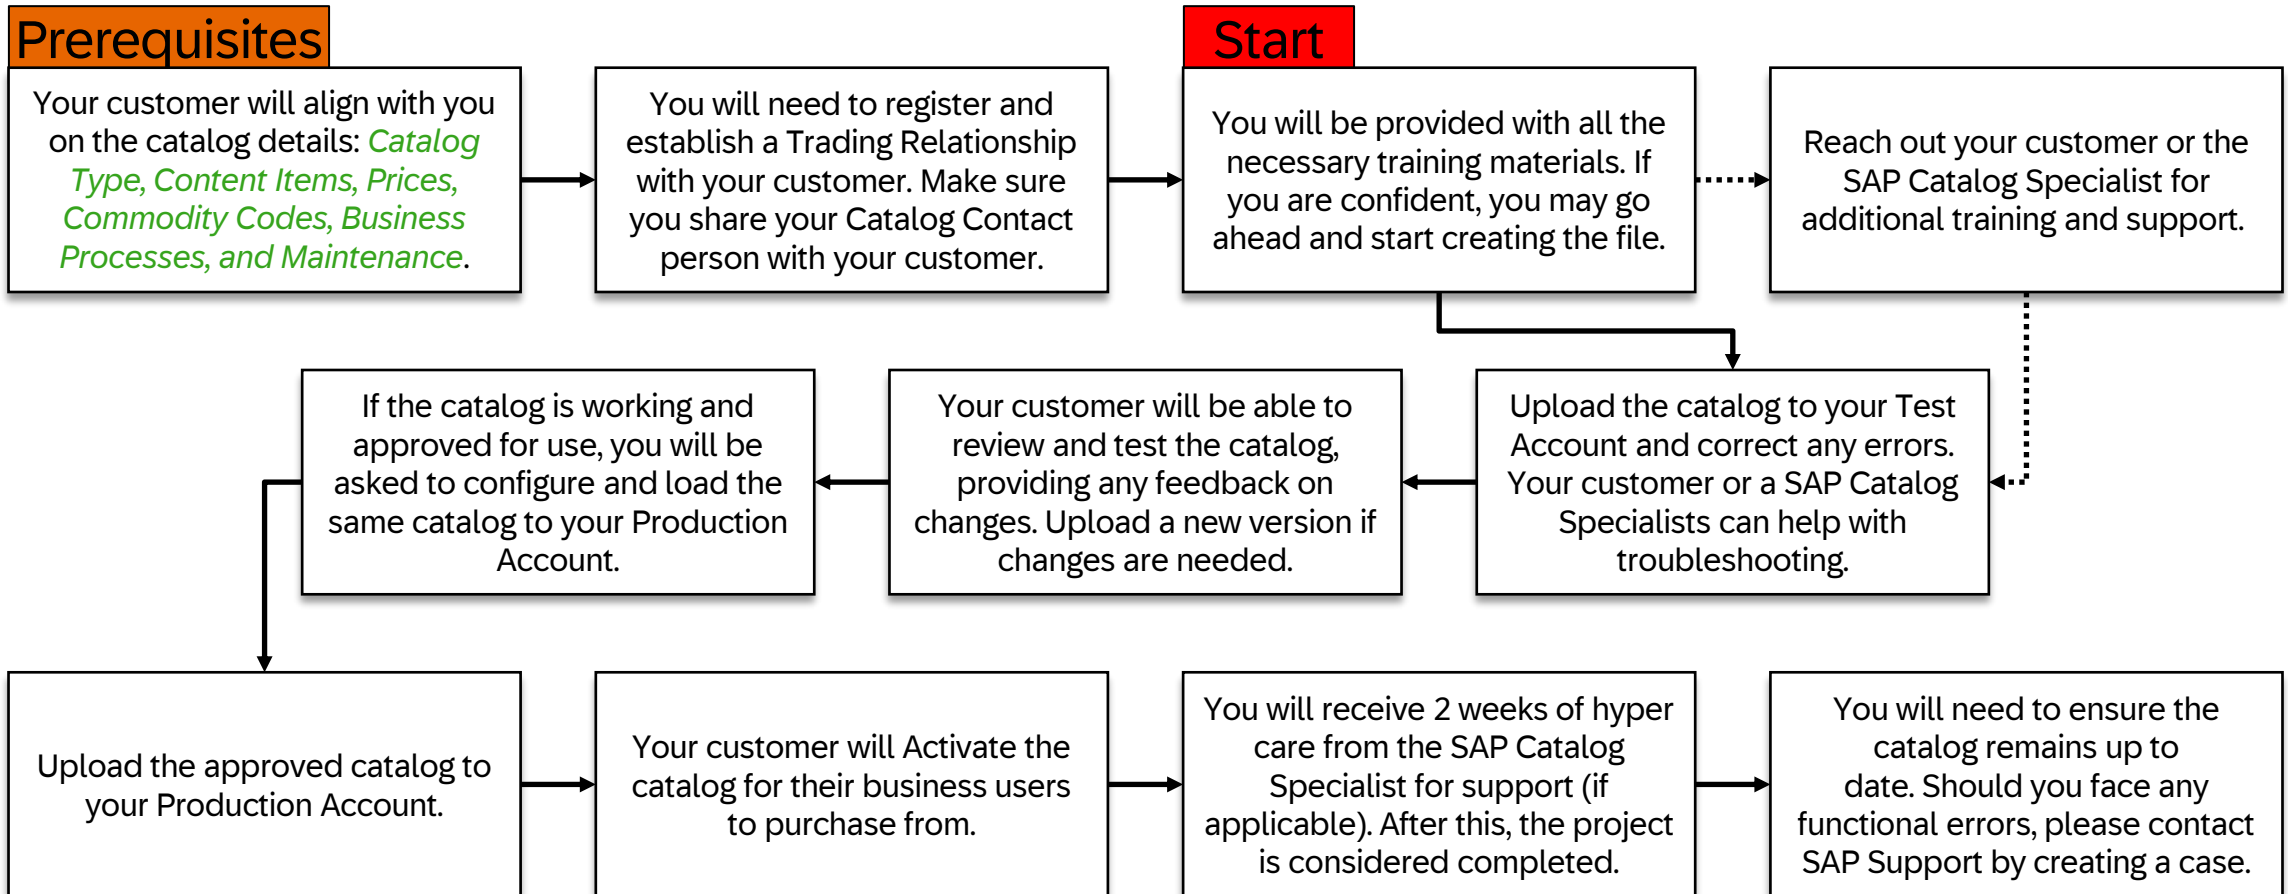 Prerequisites
Your customer will align with you
on the catalog details: Catalog
Type, Content Items, Prices,
Commodity Codes, Business
Processes, and Maintenance.
You will need to register and
establish a Trading Relationship
with your customer. Make sure
you share your Catalog Contact
person with your customer.
Start
You will be provided with all the
necessary training materials. If
you are confident, you may go
ahead and start creating the file.
Reach out your customer or the
SAP Catalog Specialist for
additional training and support.
Upload the catalog to your Test
Account and correct any errors.
Your customer or a SAP Catalog
Specialists can help with
troubleshooting.
Your customer will be able to
review and test the catalog,
providing any feedback on
changes. Upload a new version if
changes are needed.
If the catalog is working and
approved for use, you will be
asked to configure and load the
same catalog to your Production
Account.
Upload the approved catalog to
your Production Account.
Your customer will Activate the
catalog for their business users
to purchase from.
You will receive 2 weeks of hyper
care from the SAP Catalog
Specialist for support (if
applicable). After this, the project
is considered completed.
You will need to ensure the
catalog remains up to
date. Should you face any
functional errors, please contact
SAP Support by creating a case.